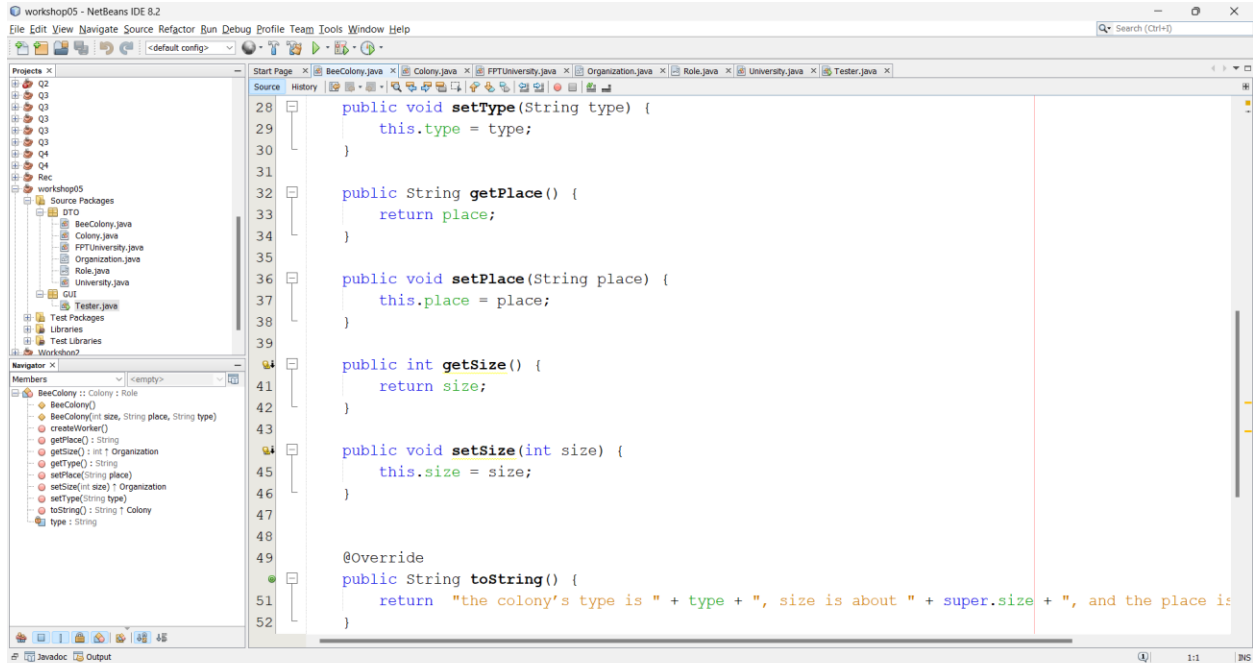 workshop05 - NetBeans IDE 8.2
File Edit View Navigate Source Refactor Run Debug Profile Team Tools Window Help
Search (Ctrl+I)
<default config>
Projects
Q2
Q3
Q3
Q3
Q3
Q3
Q4
Q4
Rec
workshop05
Source Packages
DTO
BeeColony.java
Colony.java
FPTUniversity.java
Organization.java
Role.java
University.java
GUI
Tester.java
Test Packages
Libraries
Test Libraries
Workshop2
Navigator
Members <empty>
BeeColony :: Colony : Role
BeeColony()
BeeColony(int size, String place, String type)
createWorker()
getPlace() : String
getSize() : int ↑ Organization
getType() : String
setPlace(String place)
setSize(int size) ↑ Organization
setType(String type)
toString() : String ↑ Colony
type : String
Start Page BeeColony.java Colony.java FPTUniversity.java Organization.java Role.java University.java Tester.java
Source History
28 public void setType(String type) {
29 this.type = type;
30 }
31
32 public String getPlace() {
33 return place;
34 }
35
36 public void setPlace(String place) {
37 this.place = place;
38 }
39
public int getSize() {
41 return size;
42 }
43
public void setSize(int size) {
45 this.size = size;
46 }
47
48
49 @Override
public String toString() {
51 return "the colony's type is " + type + ", size is about " + super.size + ", and the place is
52 }
Javadoc Output
1:1 INS